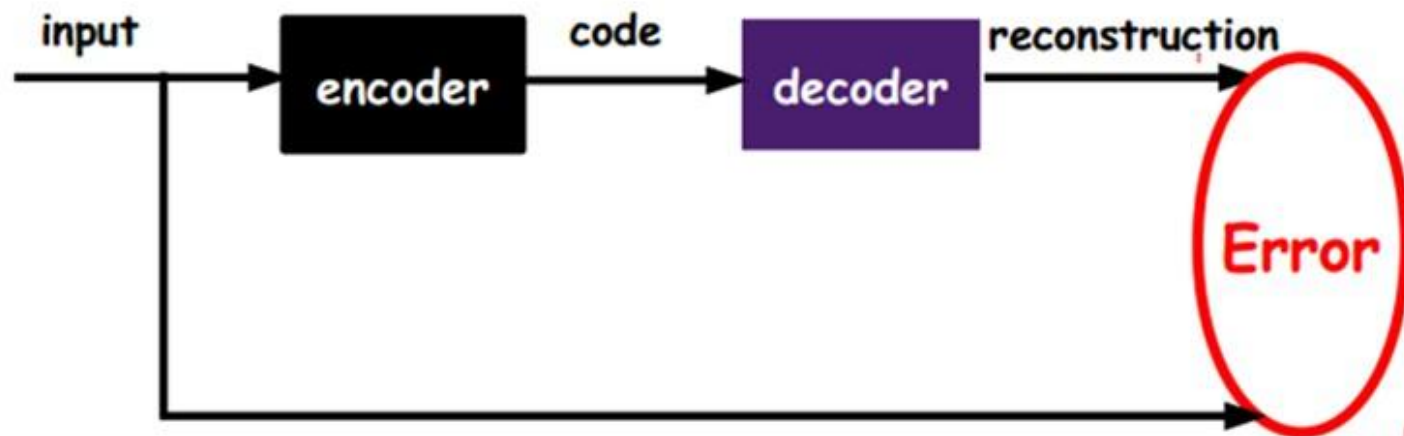 input
code
reconstruction
encoder
decoder
Error